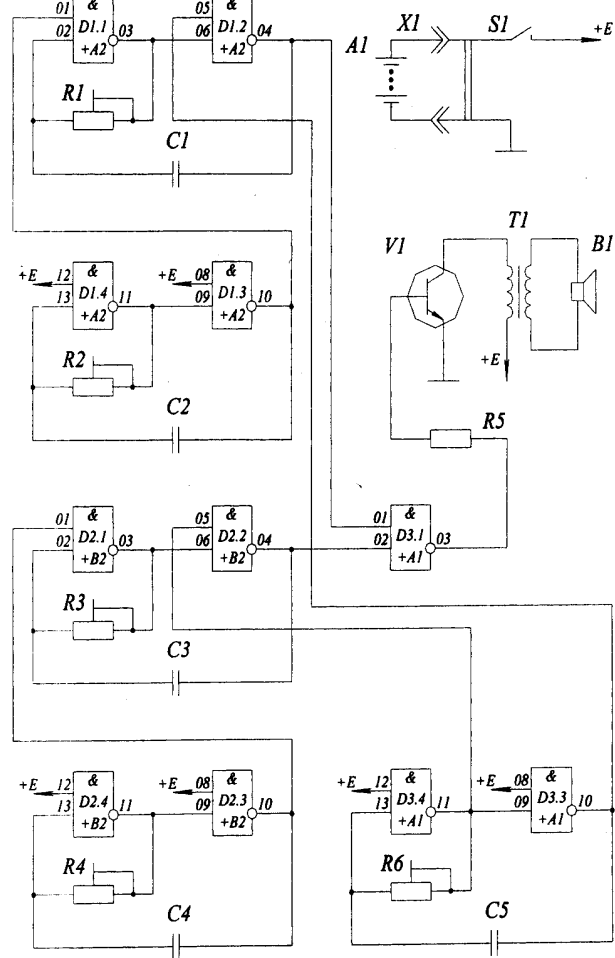 01 & 05 &
02 D1.1 03 06 D1.2 04
+A2 +A2
R1
C1
X1 S1
A1 +E
+E 12 & +E 08 &
13 D1.4 11 09 D1.3 10
+A2 +A2
R2
C2
T1
V1 B1
+E
R5
01 & 05 & 01 &
02 D2.1 03 06 D2.2 04 02 D3.1 03
+B2 +B2 +A1
R3
C3
+E 12 & +E 08 & +E 12 & +E 08 &
13 D2.4 11 09 D2.3 10 13 D3.4 11 09 D3.3 10
+B2 +B2 +A1 +A1
R4 R6
C4 C5